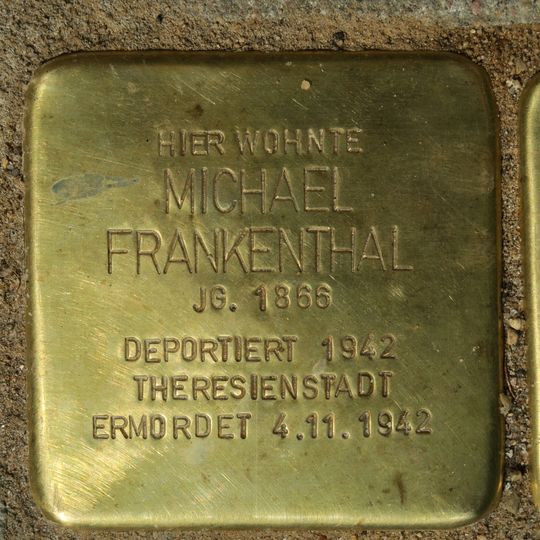 HIER WOHNTE
MICHAEL
FRANKENTHAL
JG. 1866
DEPORTIERT 1942
THERESIENSTADT
ERMORDET 4.11.1942